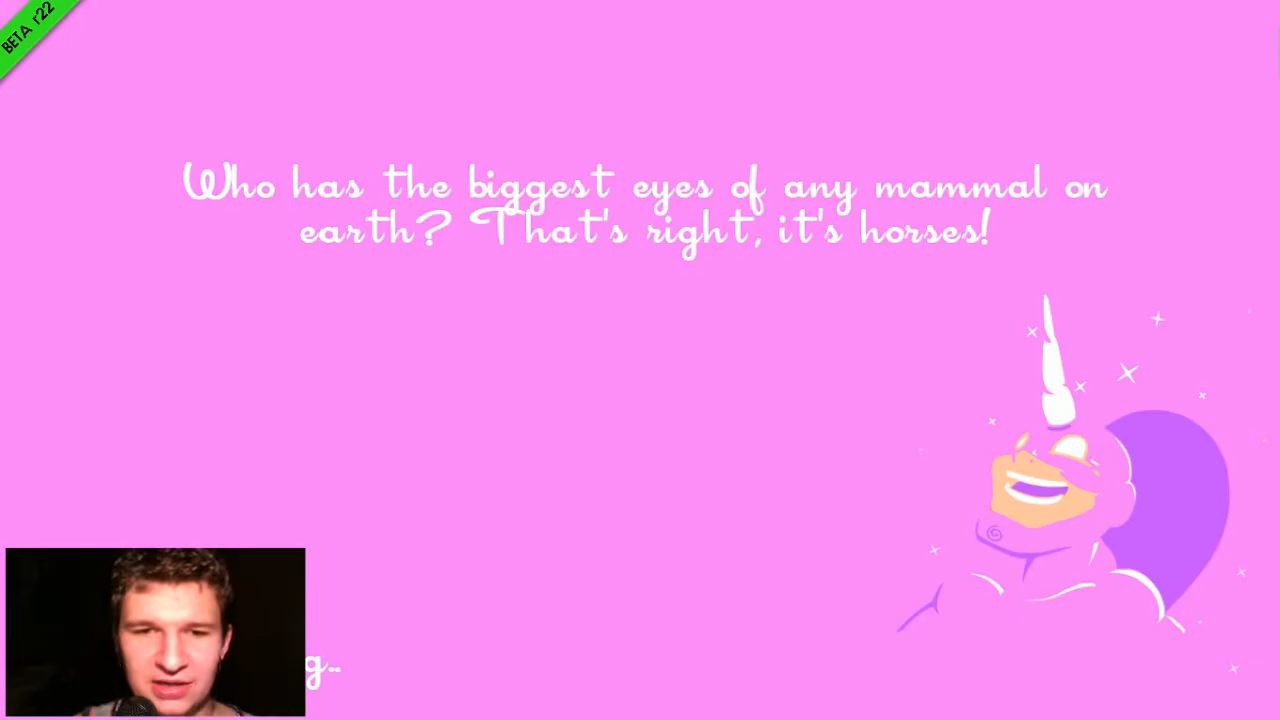 BETA r22
Who has the biggest eyes of any mammal on
earth? That's right, it's horses!
g..